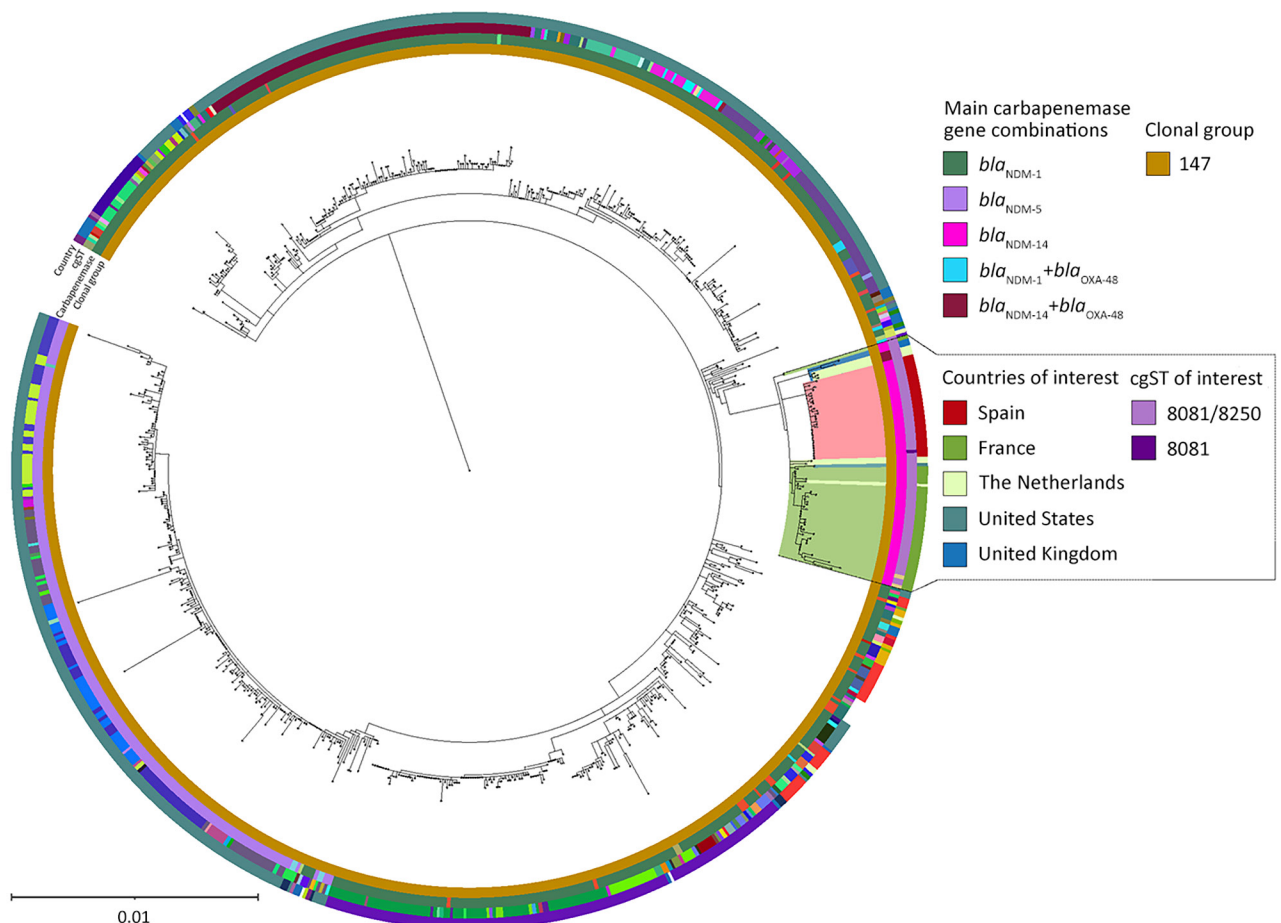 Main carbapenemase
gene combinations
bla NDM-1
bla NDM-5
bla NDM-14
bla NDM-1+bla OXA-48
bla NDM-14+bla OXA-48
Clonal group
147
Country
cgST
Carbapenemase
Clonal group
Countries of interest
Spain
France
The Netherlands
United States
United Kingdom
cgST of interest
8081/8250
8081
0.01